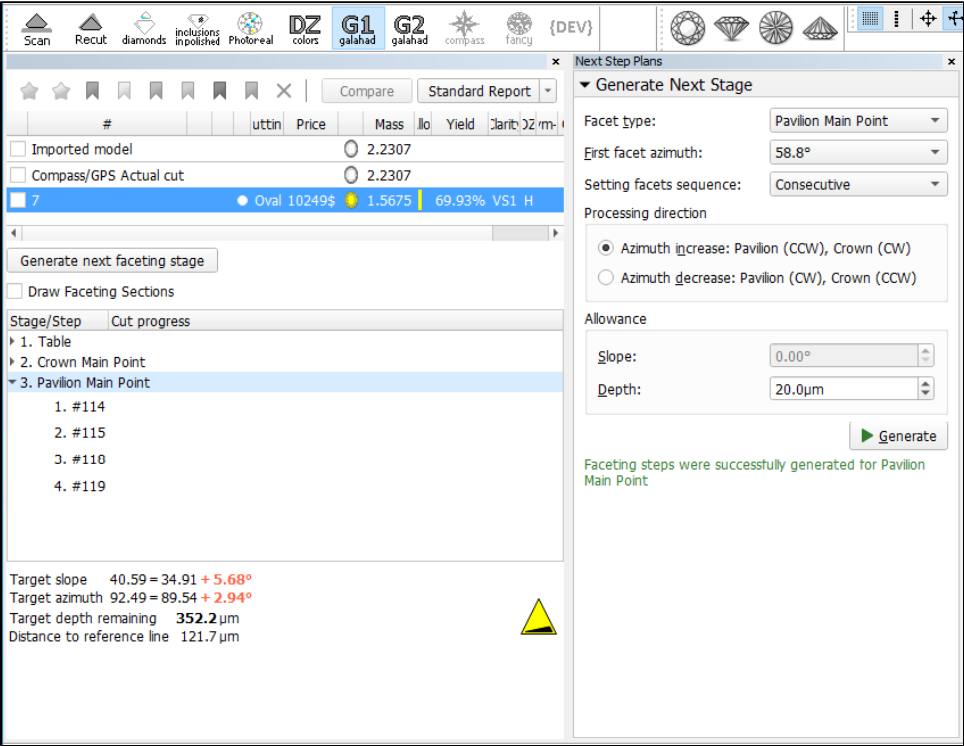 Scan
Recut
diamonds
inclusions
in polished
Photoreal
DZ
colors
G1
galahad
G2
galahad
compass
fancy
{DEV}
Next Step Plans
Generate Next Stage
Compare
Standard Report
# uttin Price Mass llo Yield Clarit DZ ym-
Imported model 2.2307
Compass/GPS Actual cut 2.2307
7 Oval 10249$ 1.5675 69.93% VS1 H
Generate next faceting stage
Draw Faceting Sections
Stage/Step Cut progress
1. Table
2. Crown Main Point
3. Pavilion Main Point
1. #114
2. #115
3. #118
4. #119
Target slope 40.59 = 34.91 + 5.68°
Target azimuth 92.49 = 89.54 + 2.94°
Target depth remaining 352.2 µm
Distance to reference line 121.7 µm
Facet type: Pavilion Main Point
First facet azimuth: 58.8°
Setting facets sequence: Consecutive
Processing direction
Azimuth increase: Pavilion (CCW), Crown (CW)
Azimuth decrease: Pavilion (CW), Crown (CCW)
Allowance
Slope: 0.00°
Depth: 20.0µm
Generate
Faceting steps were successfully generated for Pavilion
Main Point